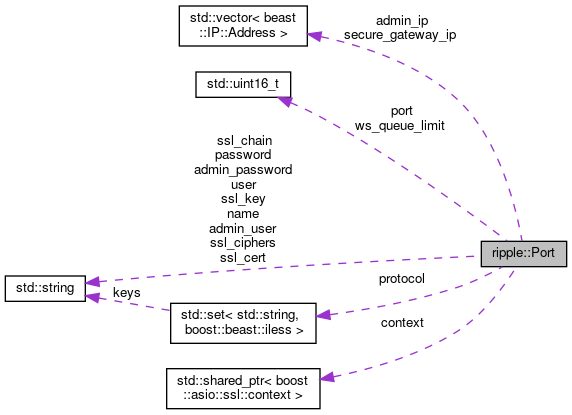 std::vector< beast
::IP::Address >
admin_ip
secure_gateway_ip
std::uint16_t
port
ws_queue_limit
ssl_chain
password
admin_password
user
ssl_key
name
admin_user
ssl_ciphers
ssl_cert
ripple::Port
std::string
keys
std::set< std::string,
boost::beast::iless >
protocol
context
std::shared_ptr< boost
::asio::ssl::context >